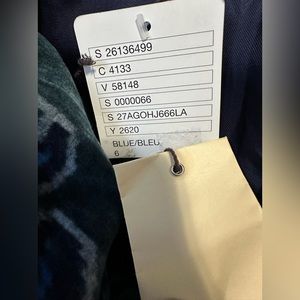 S 26136499
C 4133
V 58148
S 0000066
S 27AGOHJ666LA
Y 2620
BLUE/BLEU
6